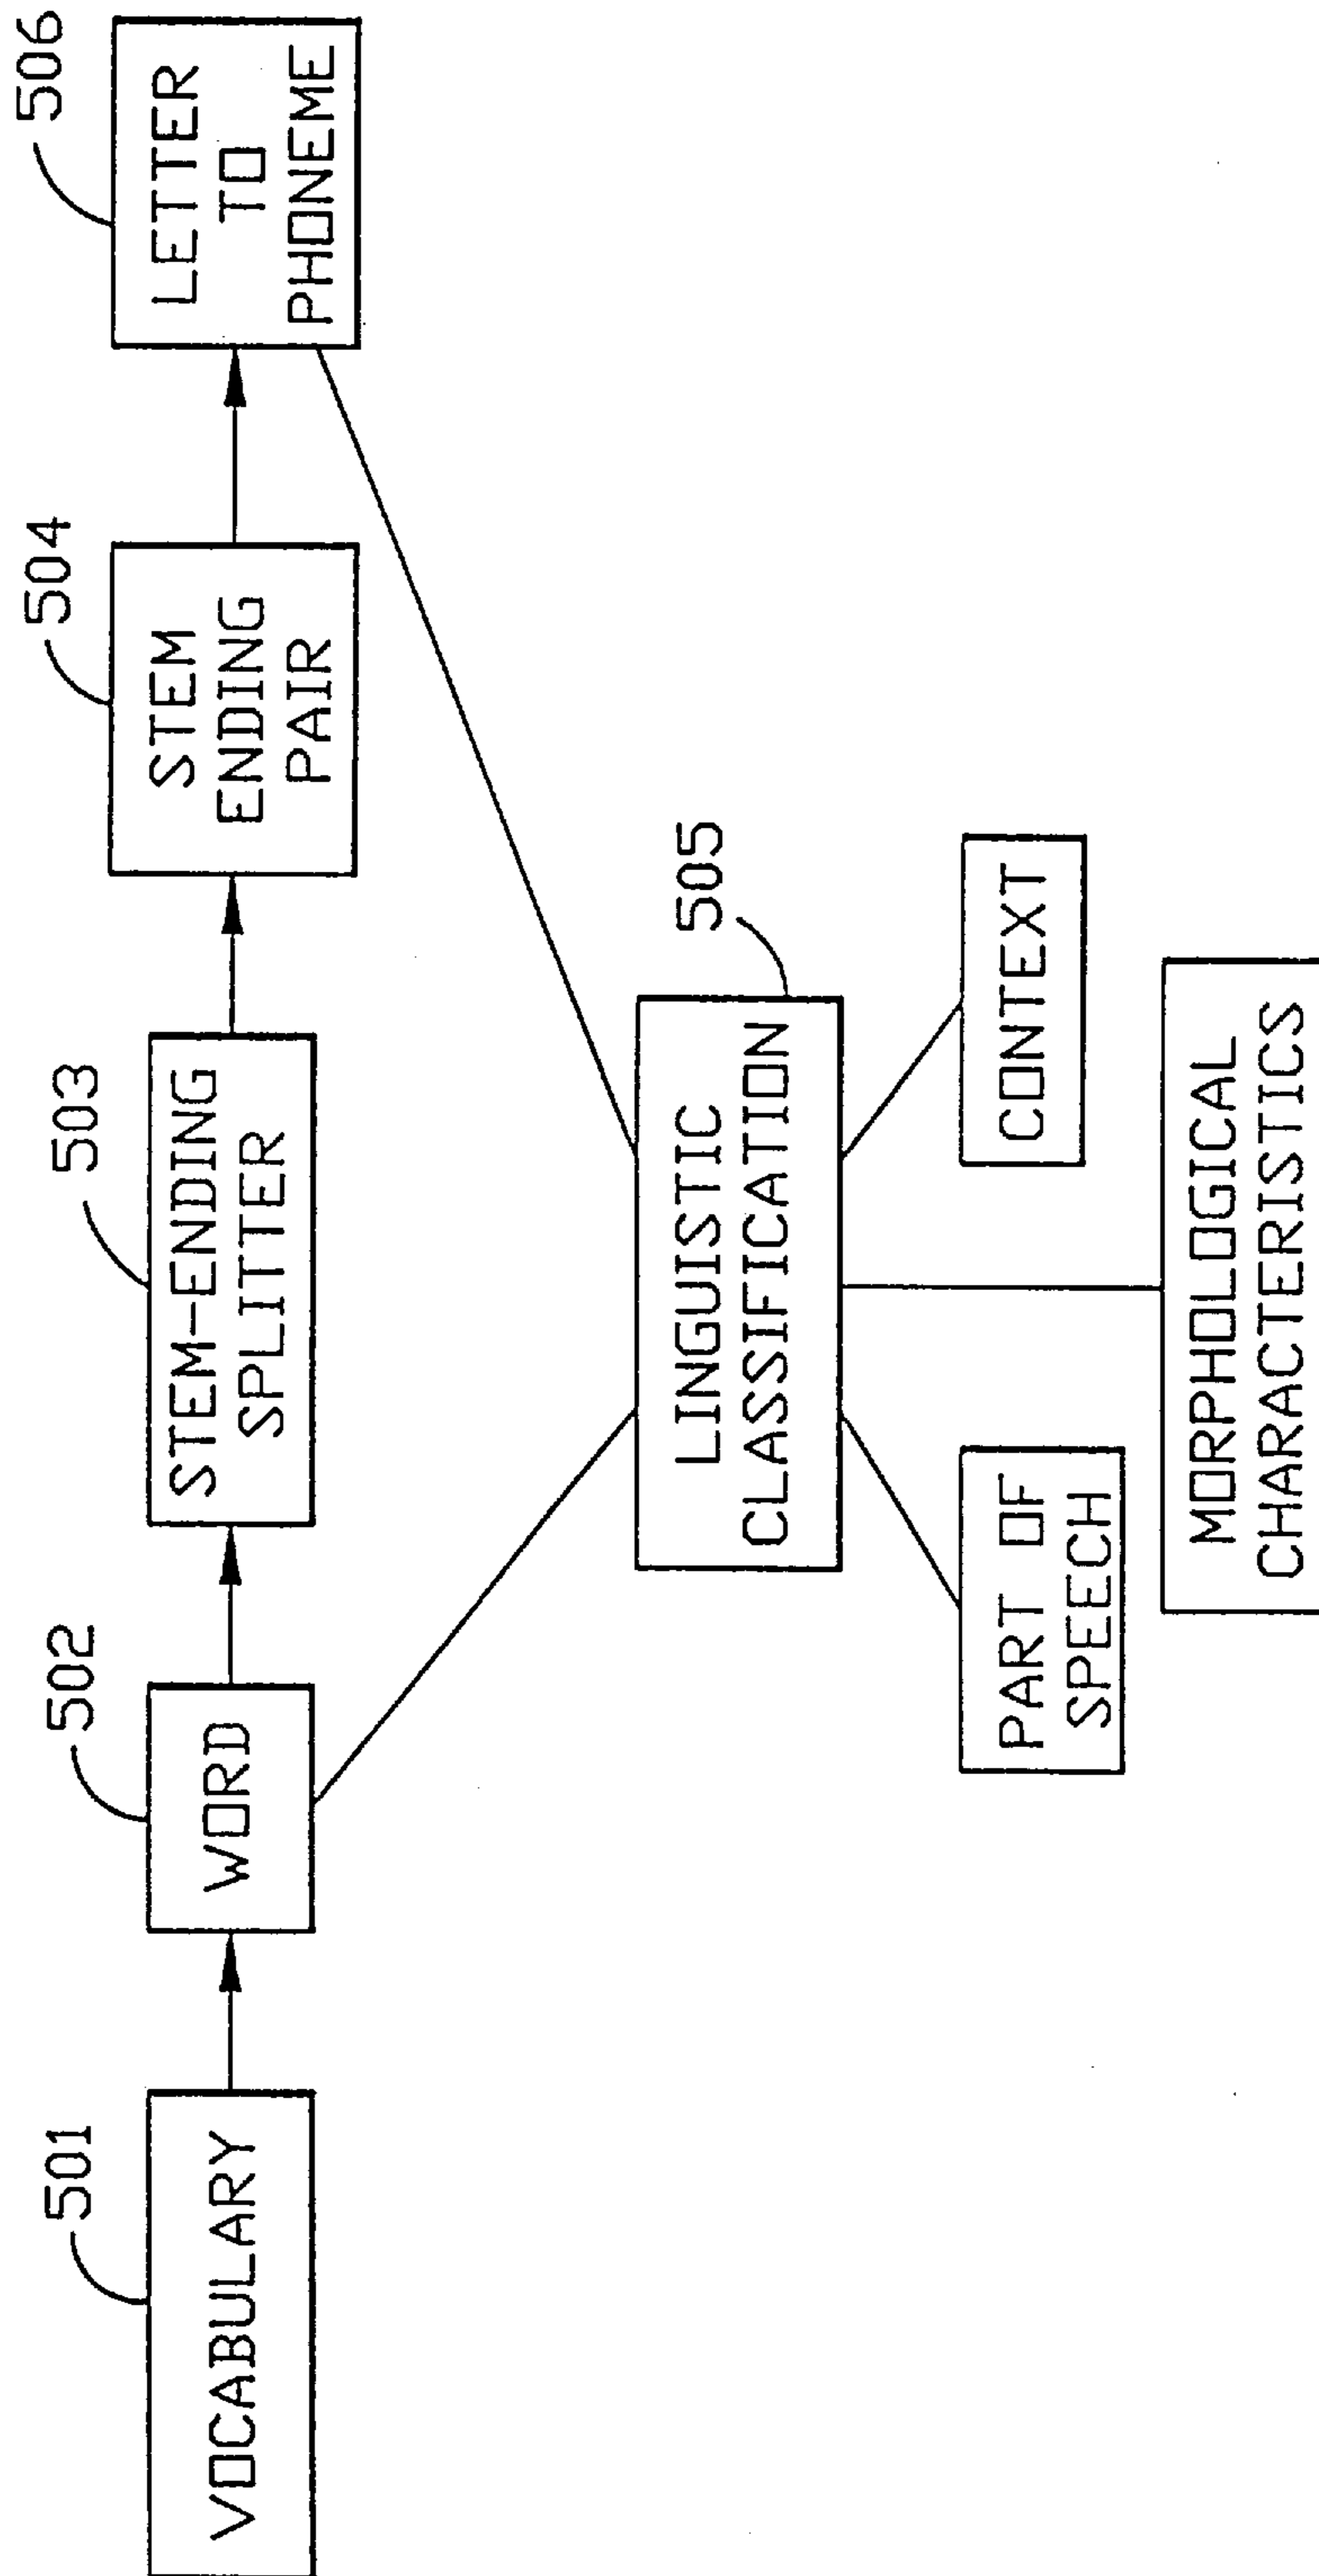 501
VOCABULARY
502
WORD
503
STEM-ENDING
SPLITTER
504
STEM
ENDING
PAIR
506
LETTER
TO
PHONEME
505
LINGUISTIC
CLASSIFICATION
PART OF
SPEECH
CONTEXT
MORPHOLOGICAL
CHARACTERISTICS